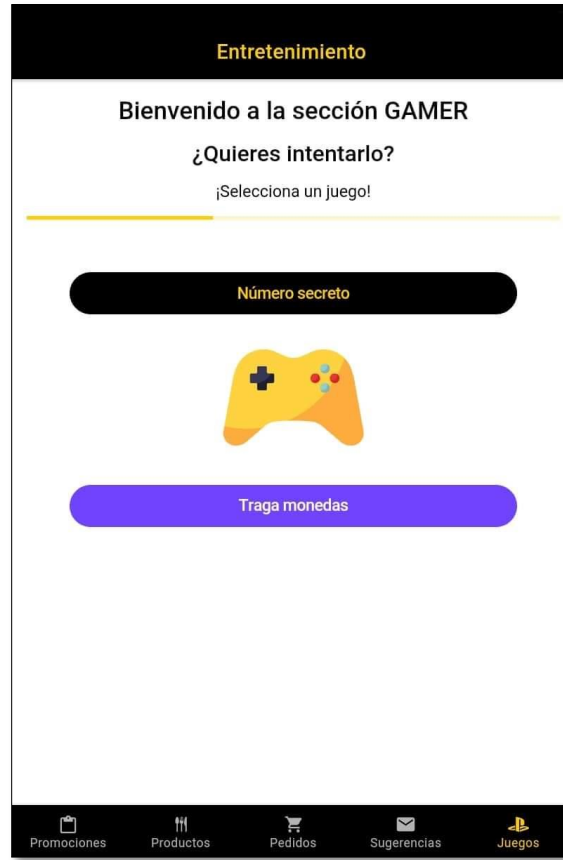 Entretenimiento
Bienvenido a la sección GAMER
¿Quieres intentarlo?
¡Selecciona un juego!
Número secreto
Traga monedas
Promociones
Productos
Pedidos
Sugerencias
Juegos